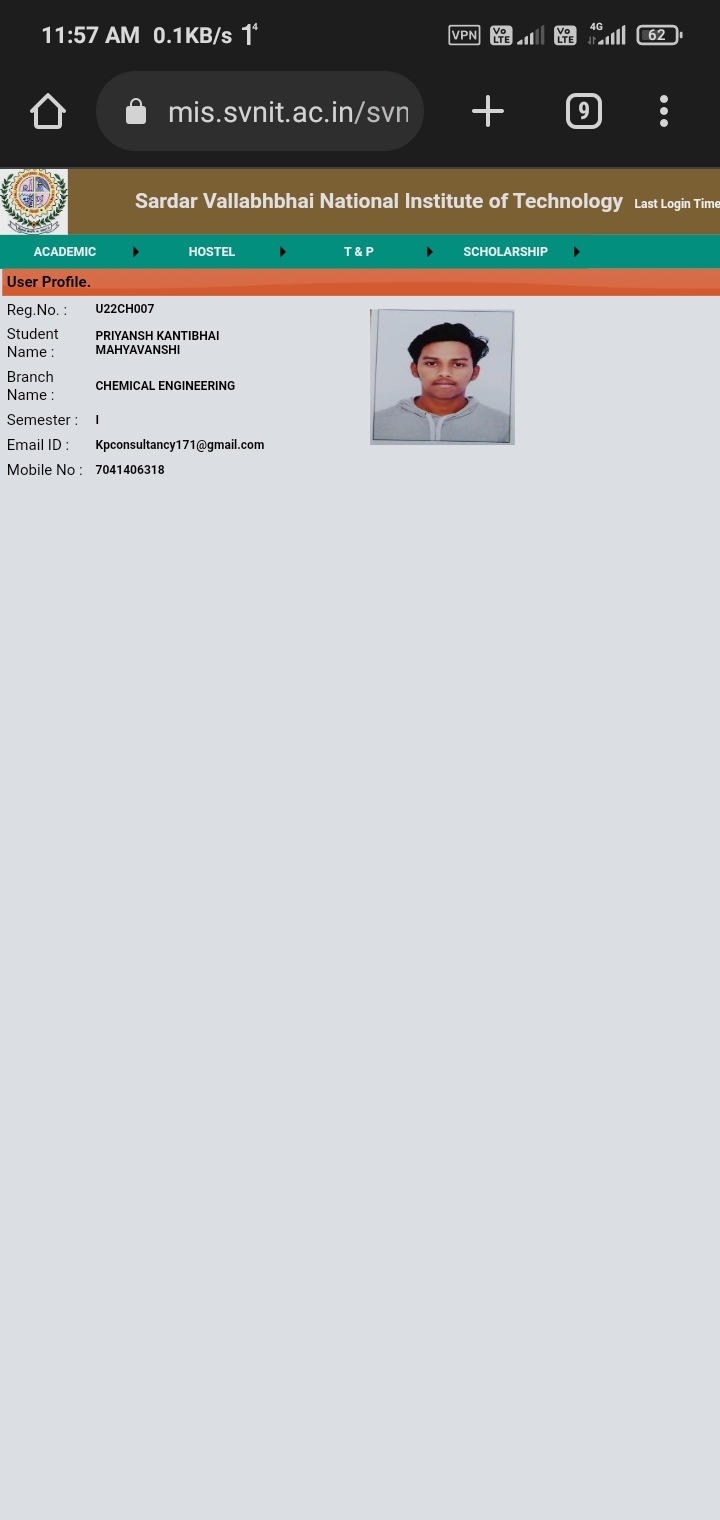 11:57 AM 0.1KB/s 1 4 VPN Vo LTE Vo LTE 4G 62
mis.svnit.ac.in/svn 9
Sardar Vallabhbhai National Institute of Technology Last Login Time
ACADEMIC HOSTEL T & P SCHOLARSHIP
User Profile.
Reg.No. : U22CH007
Student Name : PRIYANSH KANTIBHAI
MAHYAVANSHI
Branch
Name : CHEMICAL ENGINEERING
Semester : I
Email ID : Kpconsultancy171@gmail.com
Mobile No : 7041406318